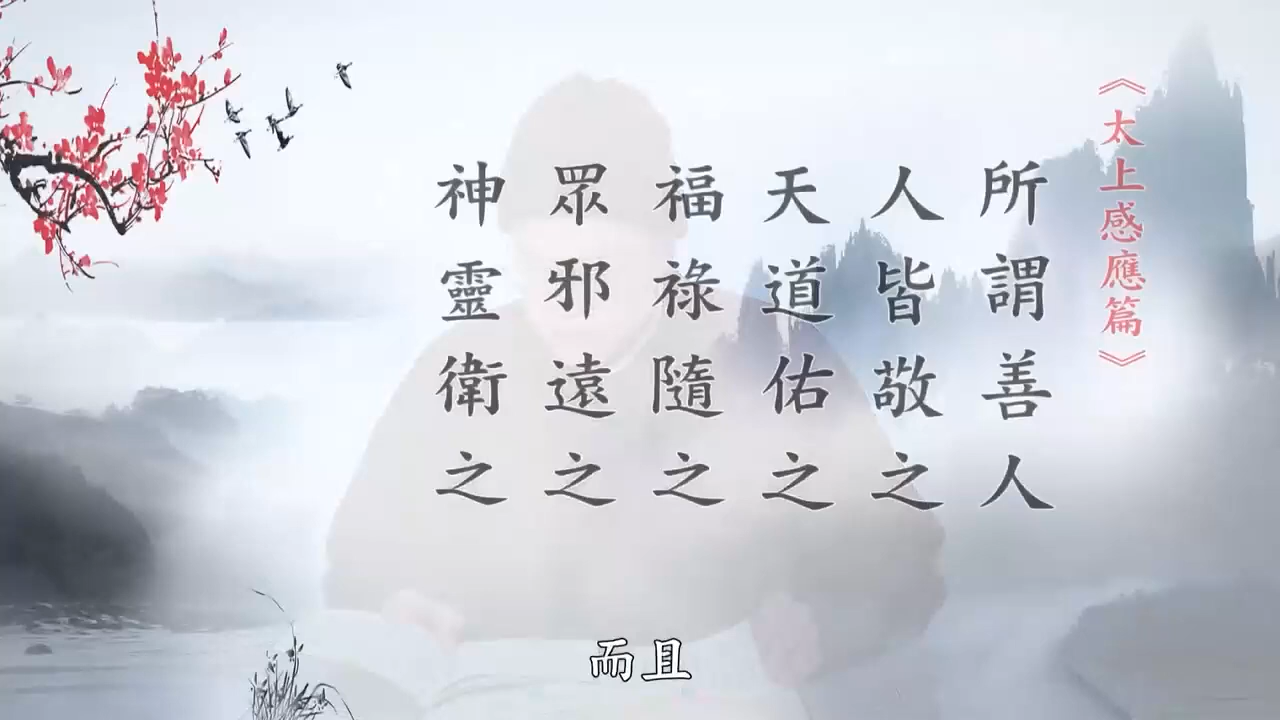 《太上感應篇》
所謂善人
人皆敬之
天道佑之
福祿隨之
眾邪遠之
神靈衛之
而且